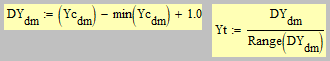 DY_dm := (Yc_dm) − min(Yc_dm) + 1.0
Yt := DY_dm / Range(DY_dm)